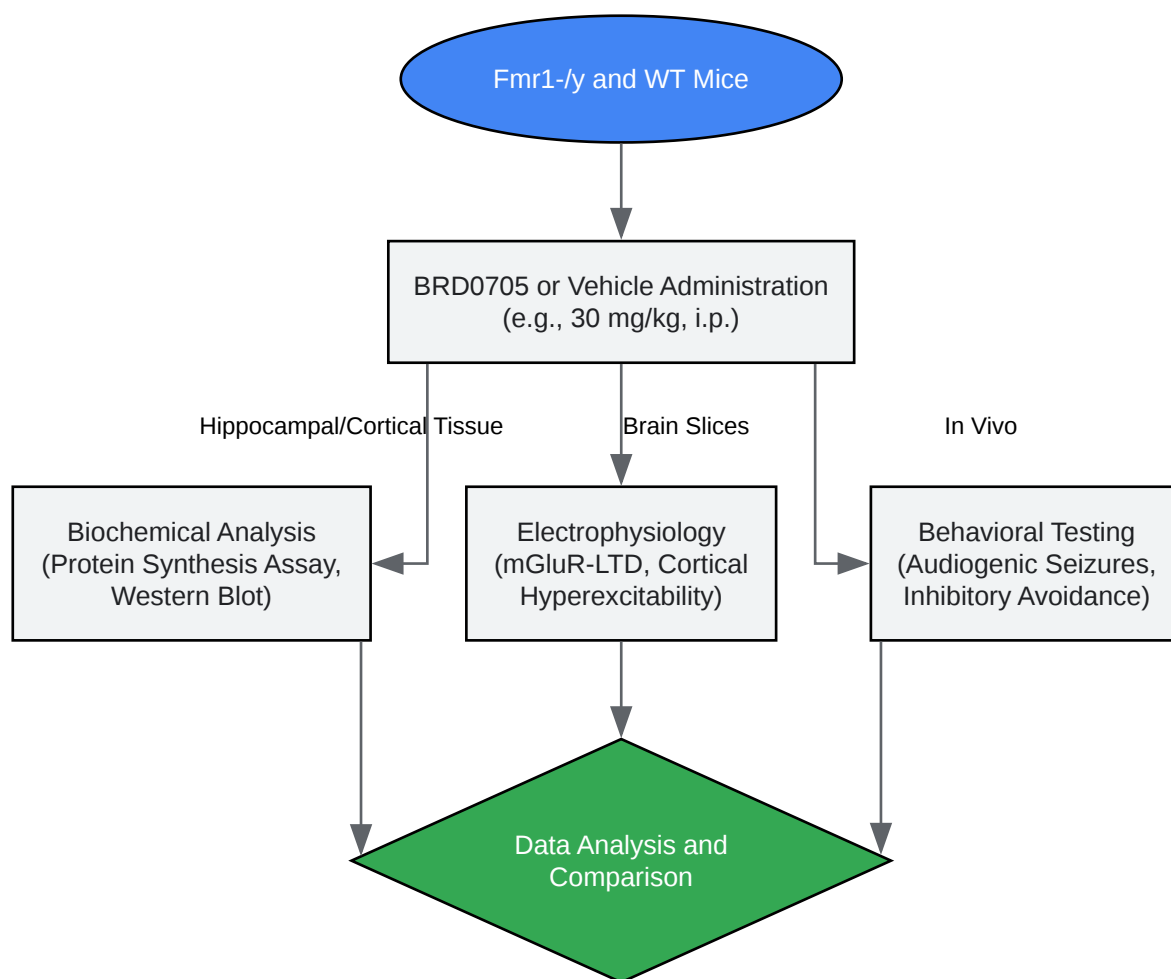 Fmr1-/y and WT Mice
BRD0705 or Vehicle Administration
(e.g., 30 mg/kg, i.p.)
Hippocampal/Cortical Tissue
Brain Slices
In Vivo
Biochemical Analysis
(Protein Synthesis Assay,
Western Blot)
Electrophysiology
(mGluR-LTD, Cortical
Hyperexcitability)
Behavioral Testing
(Audiogenic Seizures,
Inhibitory Avoidance)
Data Analysis and
Comparison